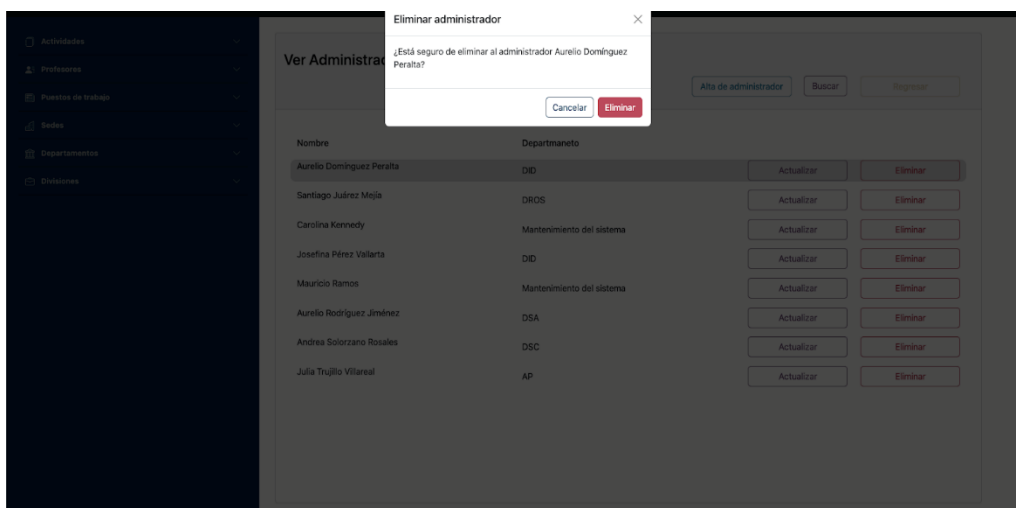 Eliminar administrador
¿Está seguro de eliminar al administrador Aurelio Domínguez
Peralta?
Cancelar Eliminar
Actividades
Profesores
Puestos de trabajo
Sedes
Departamentos
Divisiones
Ver Administrad
Alta de administrador Buscar Regresar
Nombre Departmaneto
Aurelio Domínguez Peralta DID Actualizar Eliminar
Santiago Juárez Mejía DROS Actualizar Eliminar
Carolina Kennedy Mantenimiento del sistema Actualizar Eliminar
Josefina Pérez Vallarta DID Actualizar Eliminar
Mauricio Ramos Mantenimiento del sistema Actualizar Eliminar
Aurelio Rodríguez Jiménez DSA Actualizar Eliminar
Andrea Solorzano Rosales DSC Actualizar Eliminar
Julia Trujillo Villareal AP Actualizar Eliminar